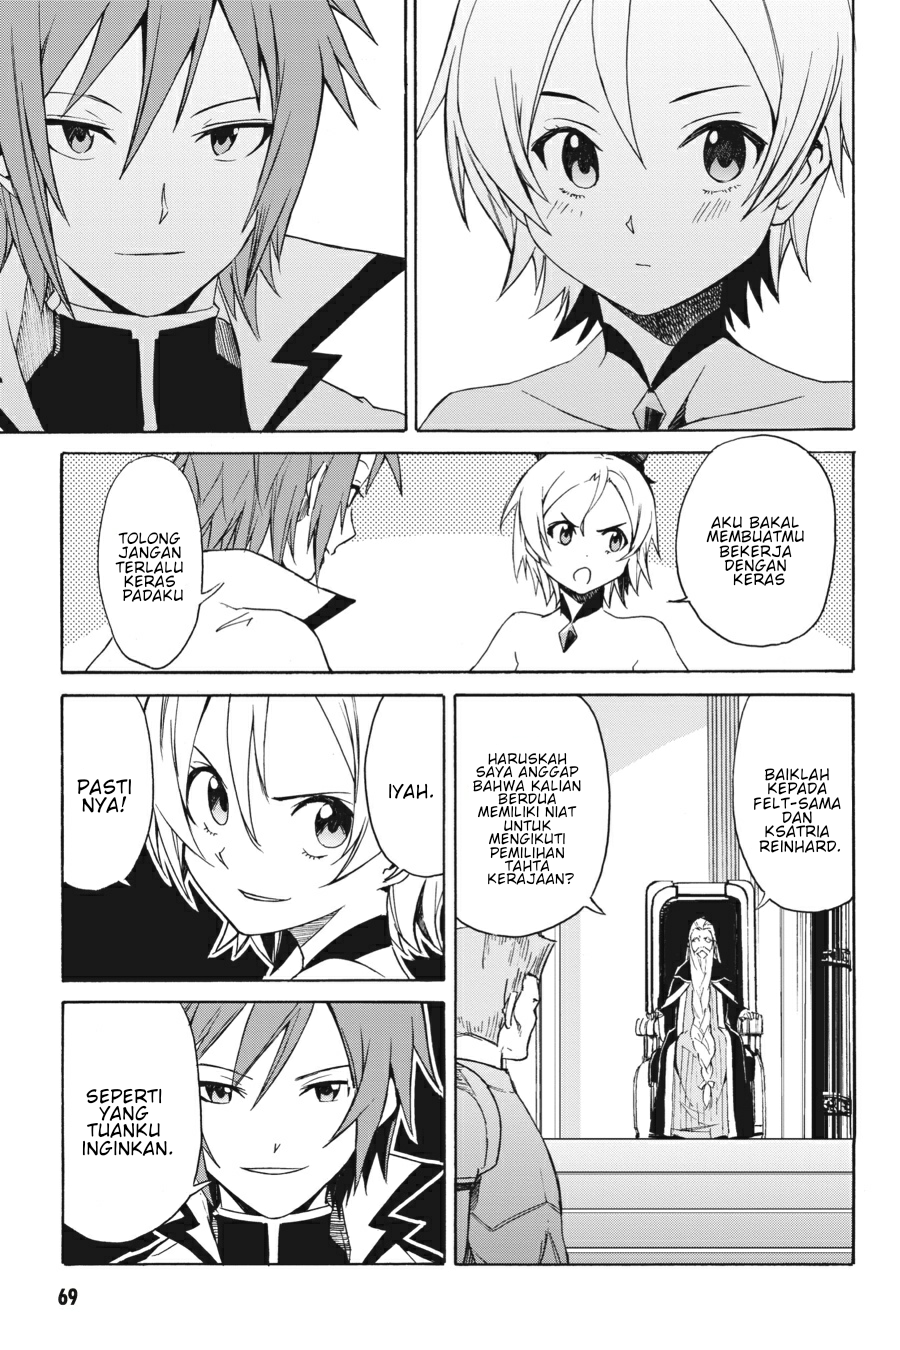 AKU BAKAL
MEMBUATMU
BEKERJA
DENGAN
KERAS
TOLONG
JANGAN
TERLALU
KERAS
PADAKU
BAIKLAH
KEPADA
FELT-SAMA
DAN
KSATRIA
REINHARD.
HARUSKAH
SAYA ANGGAP
BAHWA KALIAN
BERDUA
MEMILIKI NIAT
UNTUK
MENGIKUTI
PEMILIHAN
TAHTA
KERAJAAN?
IYAH.
PASTI
NYA!
SEPERTI
YANG
TUANKU
INGINKAN.
69